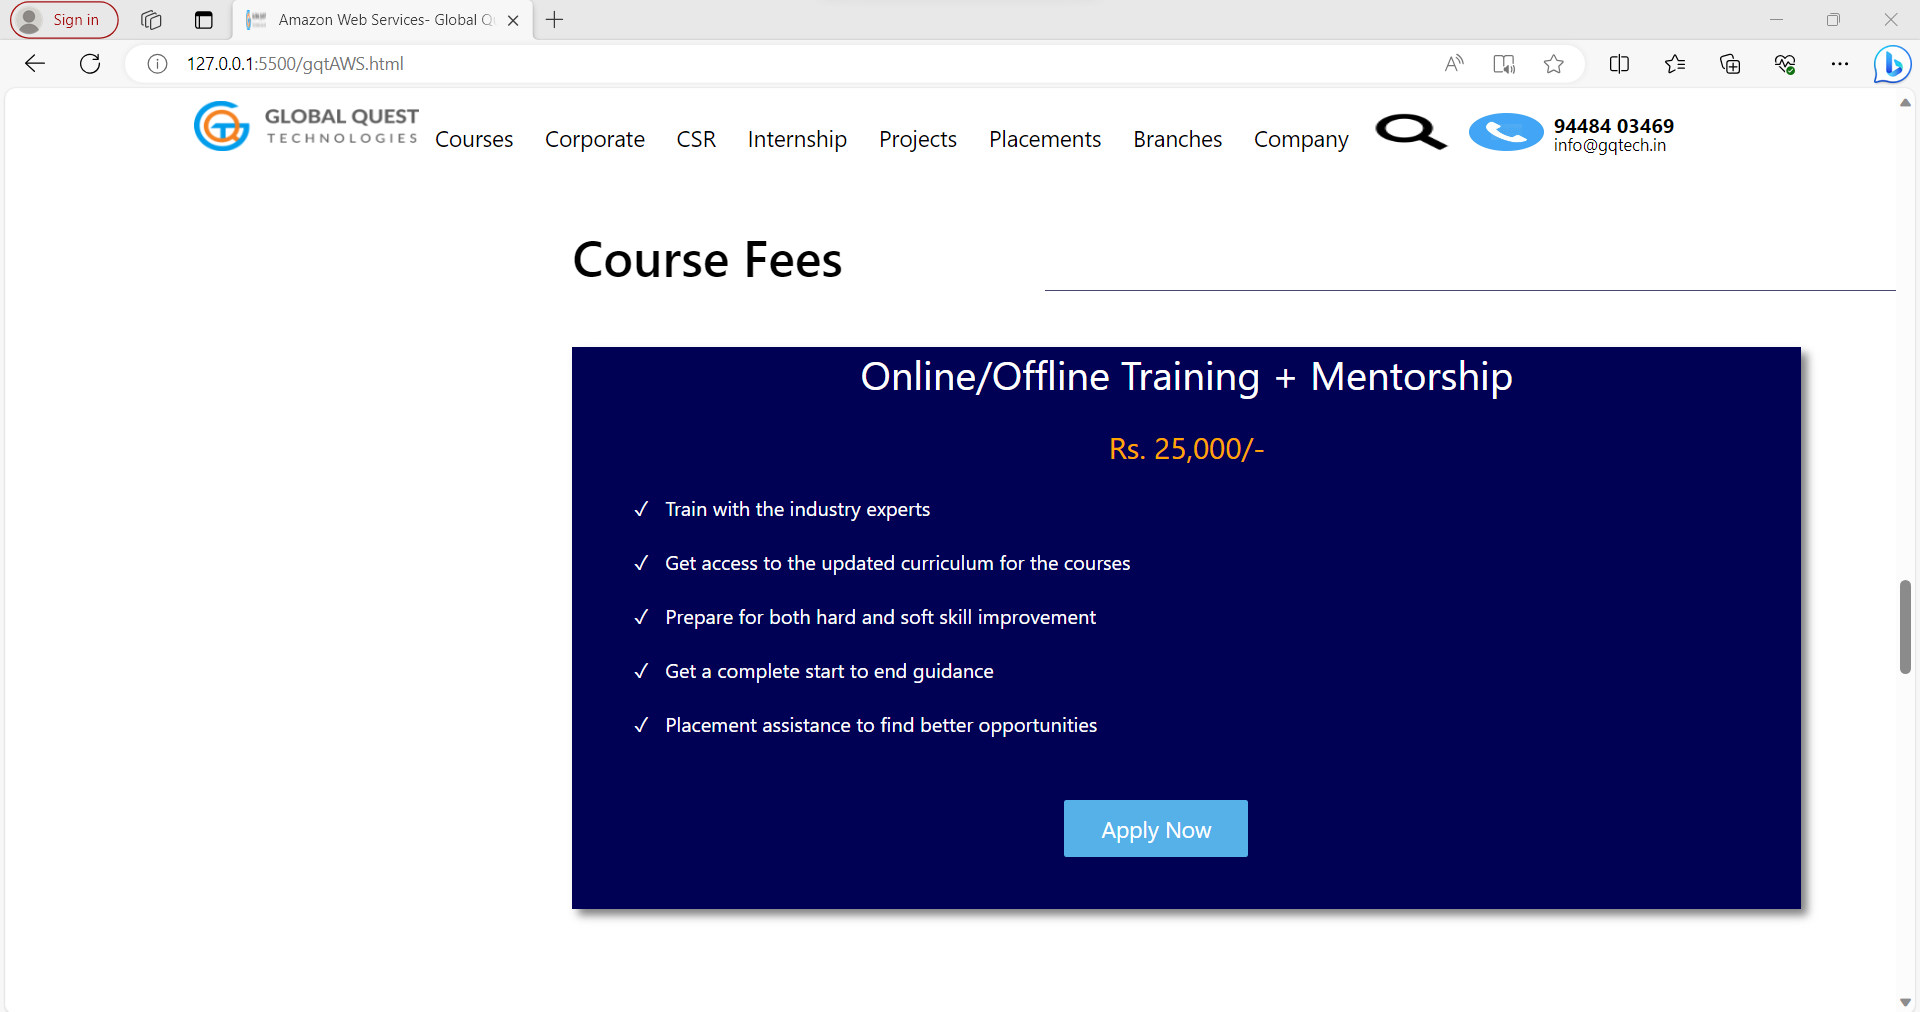 Sign in
Amazon Web Services- Global Q
127.0.0.1:5500/gqtAWS.html
GLOBAL QUEST
TECHNOLOGIES
Courses Corporate CSR Internship Projects Placements Branches Company
94484 03469
info@gqtech.in
Course Fees
Online/Offline Training + Mentorship
Rs. 25,000/-
✓ Train with the industry experts
✓ Get access to the updated curriculum for the courses
✓ Prepare for both hard and soft skill improvement
✓ Get a complete start to end guidance
✓ Placement assistance to find better opportunities
Apply Now